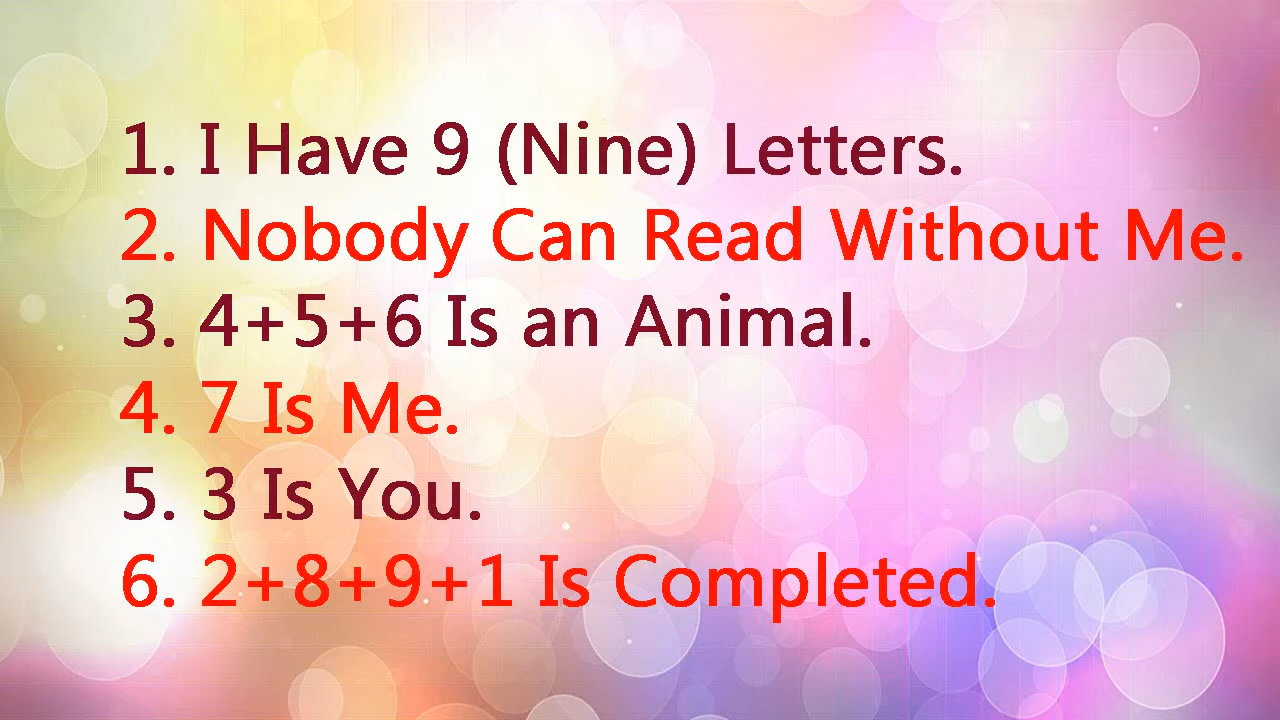 1. I Have 9 (Nine) Letters.
2. Nobody Can Read Without Me.
3. 4+5+6 Is an Animal.
4. 7 Is Me.
5. 3 Is You.
6. 2+8+9+1 Is Completed.